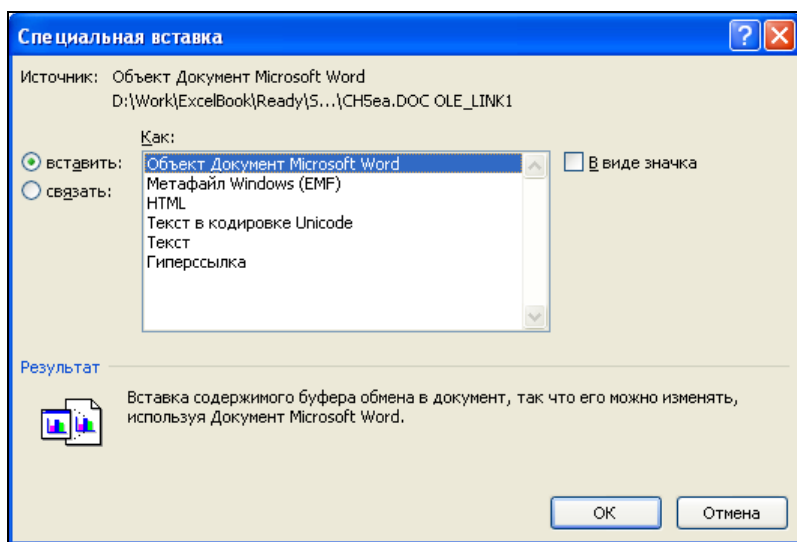 Специальная вставка
Источник: Объект Документ Microsoft Word
D:\Work\ExcelBook\Ready\S...\CH5ea.DOC OLE_LINK1
Как:
вставить:
связать:
Объект Документ Microsoft Word
Метафайл Windows (EMF)
HTML
Текст в кодировке Unicode
Текст
Гиперссылка
В виде значка
Результат
Вставка содержимого буфера обмена в документ, так что его можно изменять,
используя Документ Microsoft Word.
ОК Отмена